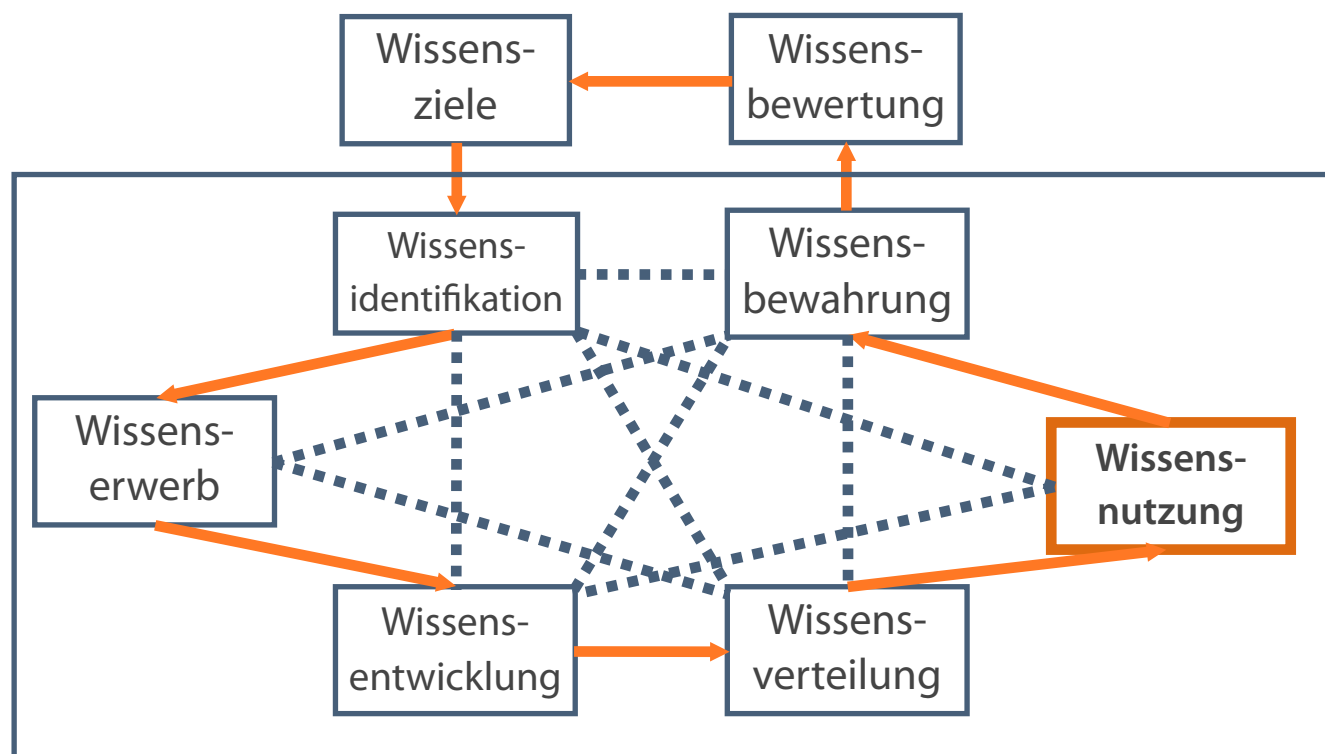 Wissens-
ziele
Wissens-
bewertung
Wissens-
identifikation
Wissens-
bewahrung
Wissens-
erwerb
Wissens-
nutzung
Wissens-
entwicklung
Wissens-
verteilung